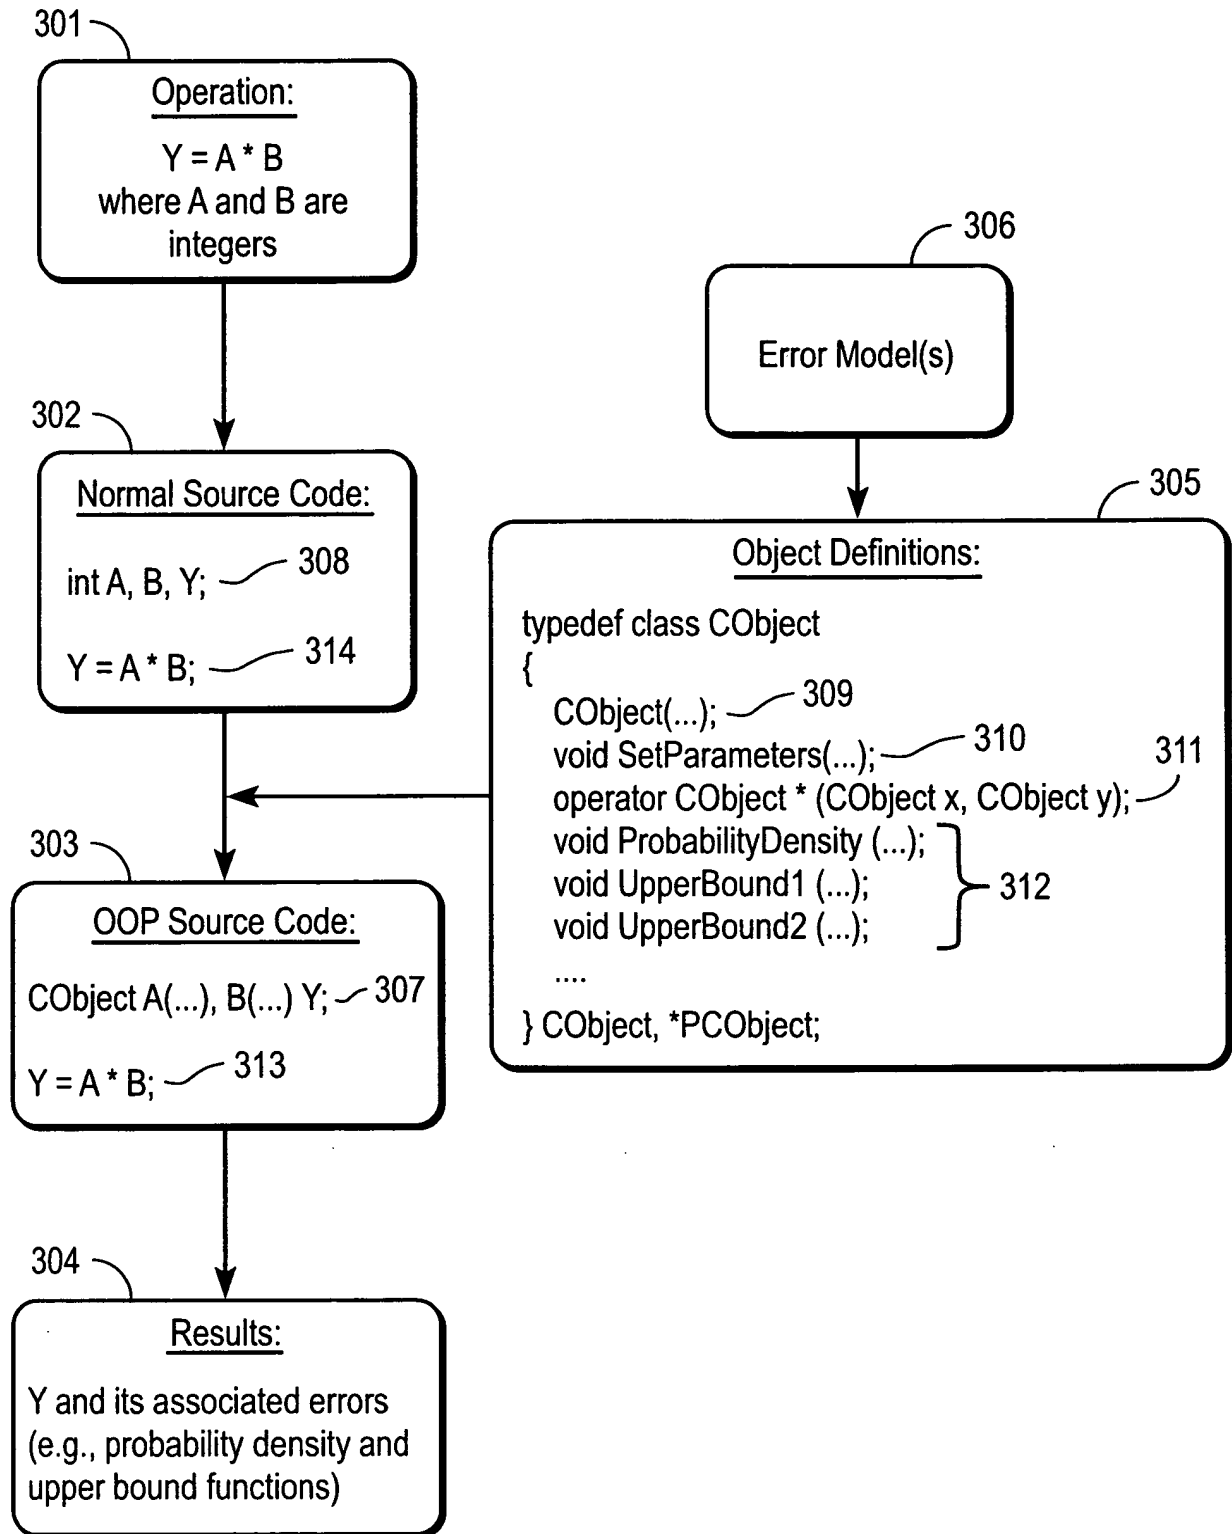 301
Operation:
Y = A * B
where A and B are
integers
306
Error Model(s)
302
Normal Source Code:
int A, B, Y; 308
Y = A * B; 314
305
Object Definitions:
typedef class CObject
{
CObject(...); 309
void SetParameters(...); 310
operator CObject * (CObject x, CObject y); 311
void ProbabilityDensity (...);
void UpperBound1 (...); 312
void UpperBound2 (...);
....
} CObject, *PCObject;
303
OOP Source Code:
CObject A(...), B(...) Y; 307
Y = A * B; 313
304
Results:
Y and its associated errors
(e.g., probability density and
upper bound functions)